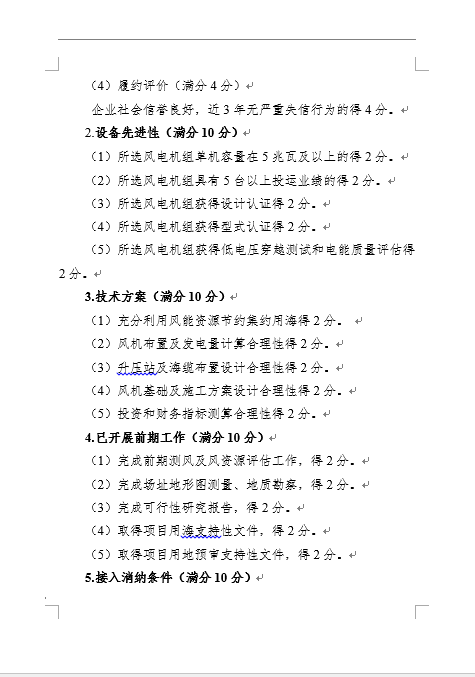 （4）履约评价（满分 4 分）
企业社会信誉良好，近 3 年无严重失信行为的得 4 分。
2.设备先进性（满分 10 分）
（1）所选风电机组单机容量在 5 兆瓦及以上的得 2 分。
（2）所选风电机组具有 5 台以上投运业绩的得 2 分。
（3）所选风电机组获得设计认证得 2 分。
（4）所选风电机组获得型式认证得 2 分。
（5）所选风电机组获得低电压穿越测试和电能质量评估得
2 分。
3.技术方案（满分 10 分）
（1）充分利用风能资源节约集约用海得 2 分。
（2）风机布置及发电量计算合理性得 2 分。
（3）升压站及海缆布置设计合理性得 2 分。
（4）风机基础及施工方案设计合理性得 2 分。
（5）投资和财务指标测算合理性得 2 分。
4.已开展前期工作（满分 10 分）
（1）完成前期测风及风资源评估工作，得 2 分。
（2）完成场址地形图测量、地质勘察，得 2 分。
（3）完成可行性研究报告，得 2 分。
（4）取得项目用海支持性文件，得 2 分。
（5）取得项目用地预审支持性文件，得 2 分。
5.接入消纳条件（满分 10 分）